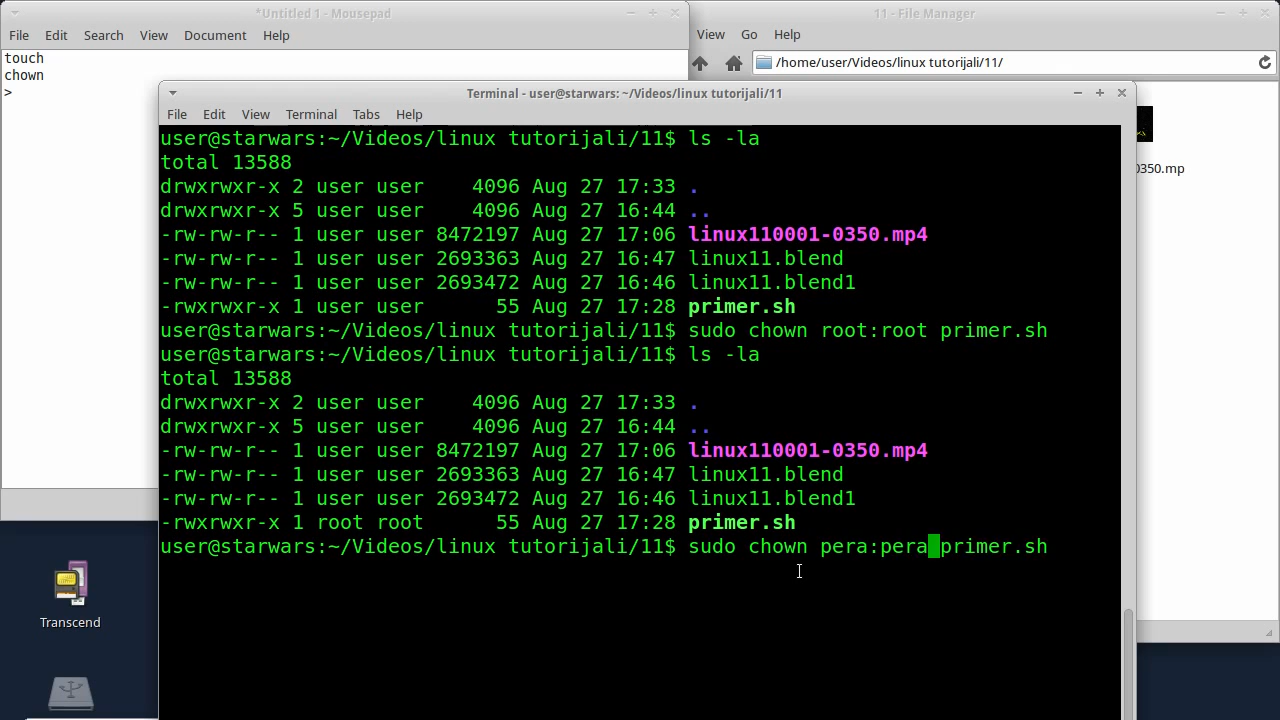 *Untitled 1 - Mousepad
File Edit Search View Document Help
touch
chown
>
11 - File Manager
View Go Help
/home/user/Videos/linux tutorijali/11/
0350.mp
Terminal - user@starwars: ~/Videos/linux tutorijali/11
File Edit View Terminal Tabs Help
user@starwars:~/Videos/linux tutorijali/11$ ls -la
total 13588
drwxrwxr-x 2 user user    4096 Aug 27 17:33 .
drwxrwxr-x 5 user user    4096 Aug 27 16:44 ..
-rw-rw-r-- 1 user user 8472197 Aug 27 17:06 linux110001-0350.mp4
-rw-rw-r-- 1 user user 2693363 Aug 27 16:47 linux11.blend
-rw-rw-r-- 1 user user 2693472 Aug 27 16:46 linux11.blend1
-rwxrwxr-x 1 user user      55 Aug 27 17:28 primer.sh
user@starwars:~/Videos/linux tutorijali/11$ sudo chown root:root primer.sh
user@starwars:~/Videos/linux tutorijali/11$ ls -la
total 13588
drwxrwxr-x 2 user user    4096 Aug 27 17:33 .
drwxrwxr-x 5 user user    4096 Aug 27 16:44 ..
-rw-rw-r-- 1 user user 8472197 Aug 27 17:06 linux110001-0350.mp4
-rw-rw-r-- 1 user user 2693363 Aug 27 16:47 linux11.blend
-rw-rw-r-- 1 user user 2693472 Aug 27 16:46 linux11.blend1
-rwxrwxr-x 1 root root      55 Aug 27 17:28 primer.sh
user@starwars:~/Videos/linux tutorijali/11$ sudo chown pera:pera primer.sh
Transcend